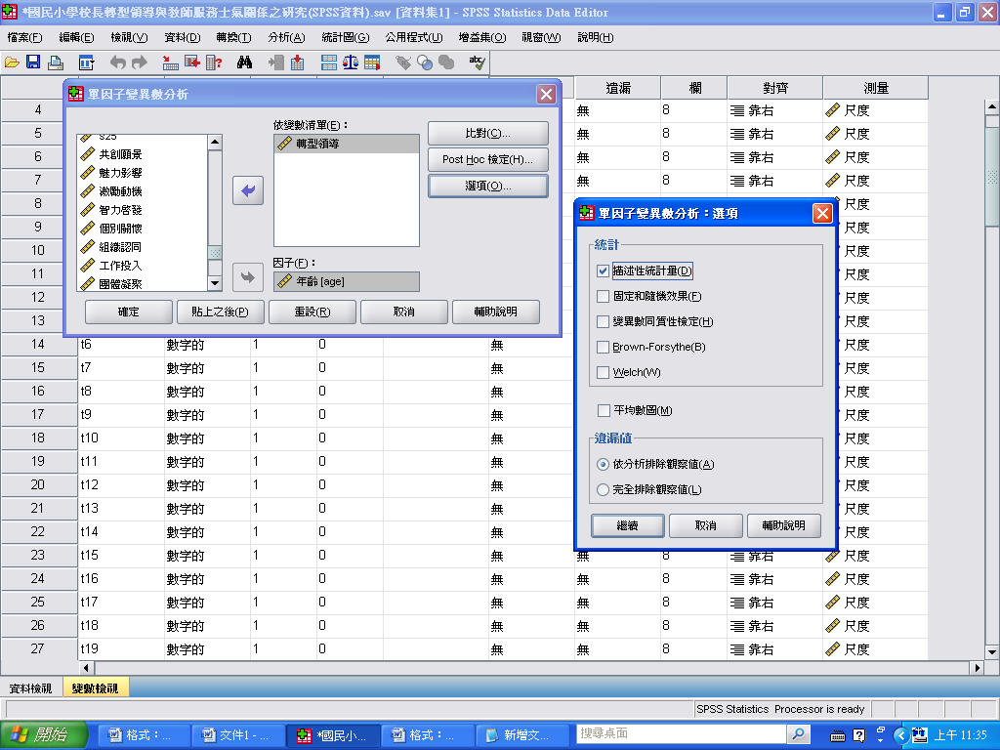 *國民小學校長轉型領導與教師服務士氣關係之研究(SPSS資料).sav [資料集1] - SPSS Statistics Data Editor
檔案(F) 編輯(E) 檢視(V) 資料(D) 轉換(T) 分析(A) 統計圖(G) 公用程式(U) 增益集(O) 視窗(W) 說明(H)
遺漏 欄 對齊 測量
單因子變異數分析
s25
共創願景
魅力影響
激勵動機
智力啓發
個別關懷
組織認同
工作投入
團體凝聚
依變數清單(E)：
轉型領導
因子(F)：
年齡 [age]
比對(C)...
Post Hoc 檢定(H)...
選項(O)...
確定 貼上之後(P) 重設(R) 取消 輔助說明
單因子變異數分析：選項
統計
描述性統計量(D)
固定和隨機效果(F)
變異數同質性檢定(H)
Brown-Forsythe(B)
Welch(W)
平均數圖(M)
遺漏值
依分析排除觀察值(A)
完全排除觀察值(L)
繼續 取消 輔助說明
4 無 8 靠右 尺度
5 無 8 靠右 尺度
6 無 8 靠右 尺度
7 無 8 靠右 尺度
8 尺度
9 尺度
10 尺度
11 尺度
12 尺度
13 尺度
14 t6 數字的 1 0 無 尺度
15 t7 數字的 1 0 無 尺度
16 t8 數字的 1 0 無 尺度
17 t9 數字的 1 0 無 尺度
18 t10 數字的 1 0 無 尺度
19 t11 數字的 1 0 無 尺度
20 t12 數字的 1 0 無 尺度
21 t13 數字的 1 0 無 尺度
22 t14 數字的 1 0 無 尺度
23 t15 數字的 1 0 無 無 8 靠右 尺度
24 t16 數字的 1 0 無 無 8 靠右 尺度
25 t17 數字的 1 0 無 無 8 靠右 尺度
26 t18 數字的 1 0 無 無 8 靠右 尺度
27 t19 數字的 1 0 無 無 8 靠右 尺度
資料檢視 變數檢視
SPSS Statistics Processor is ready
開始 格式： ... 文件1 - ... *國民小... 格式： ... 新增文... 搜尋桌面 上午 11:35